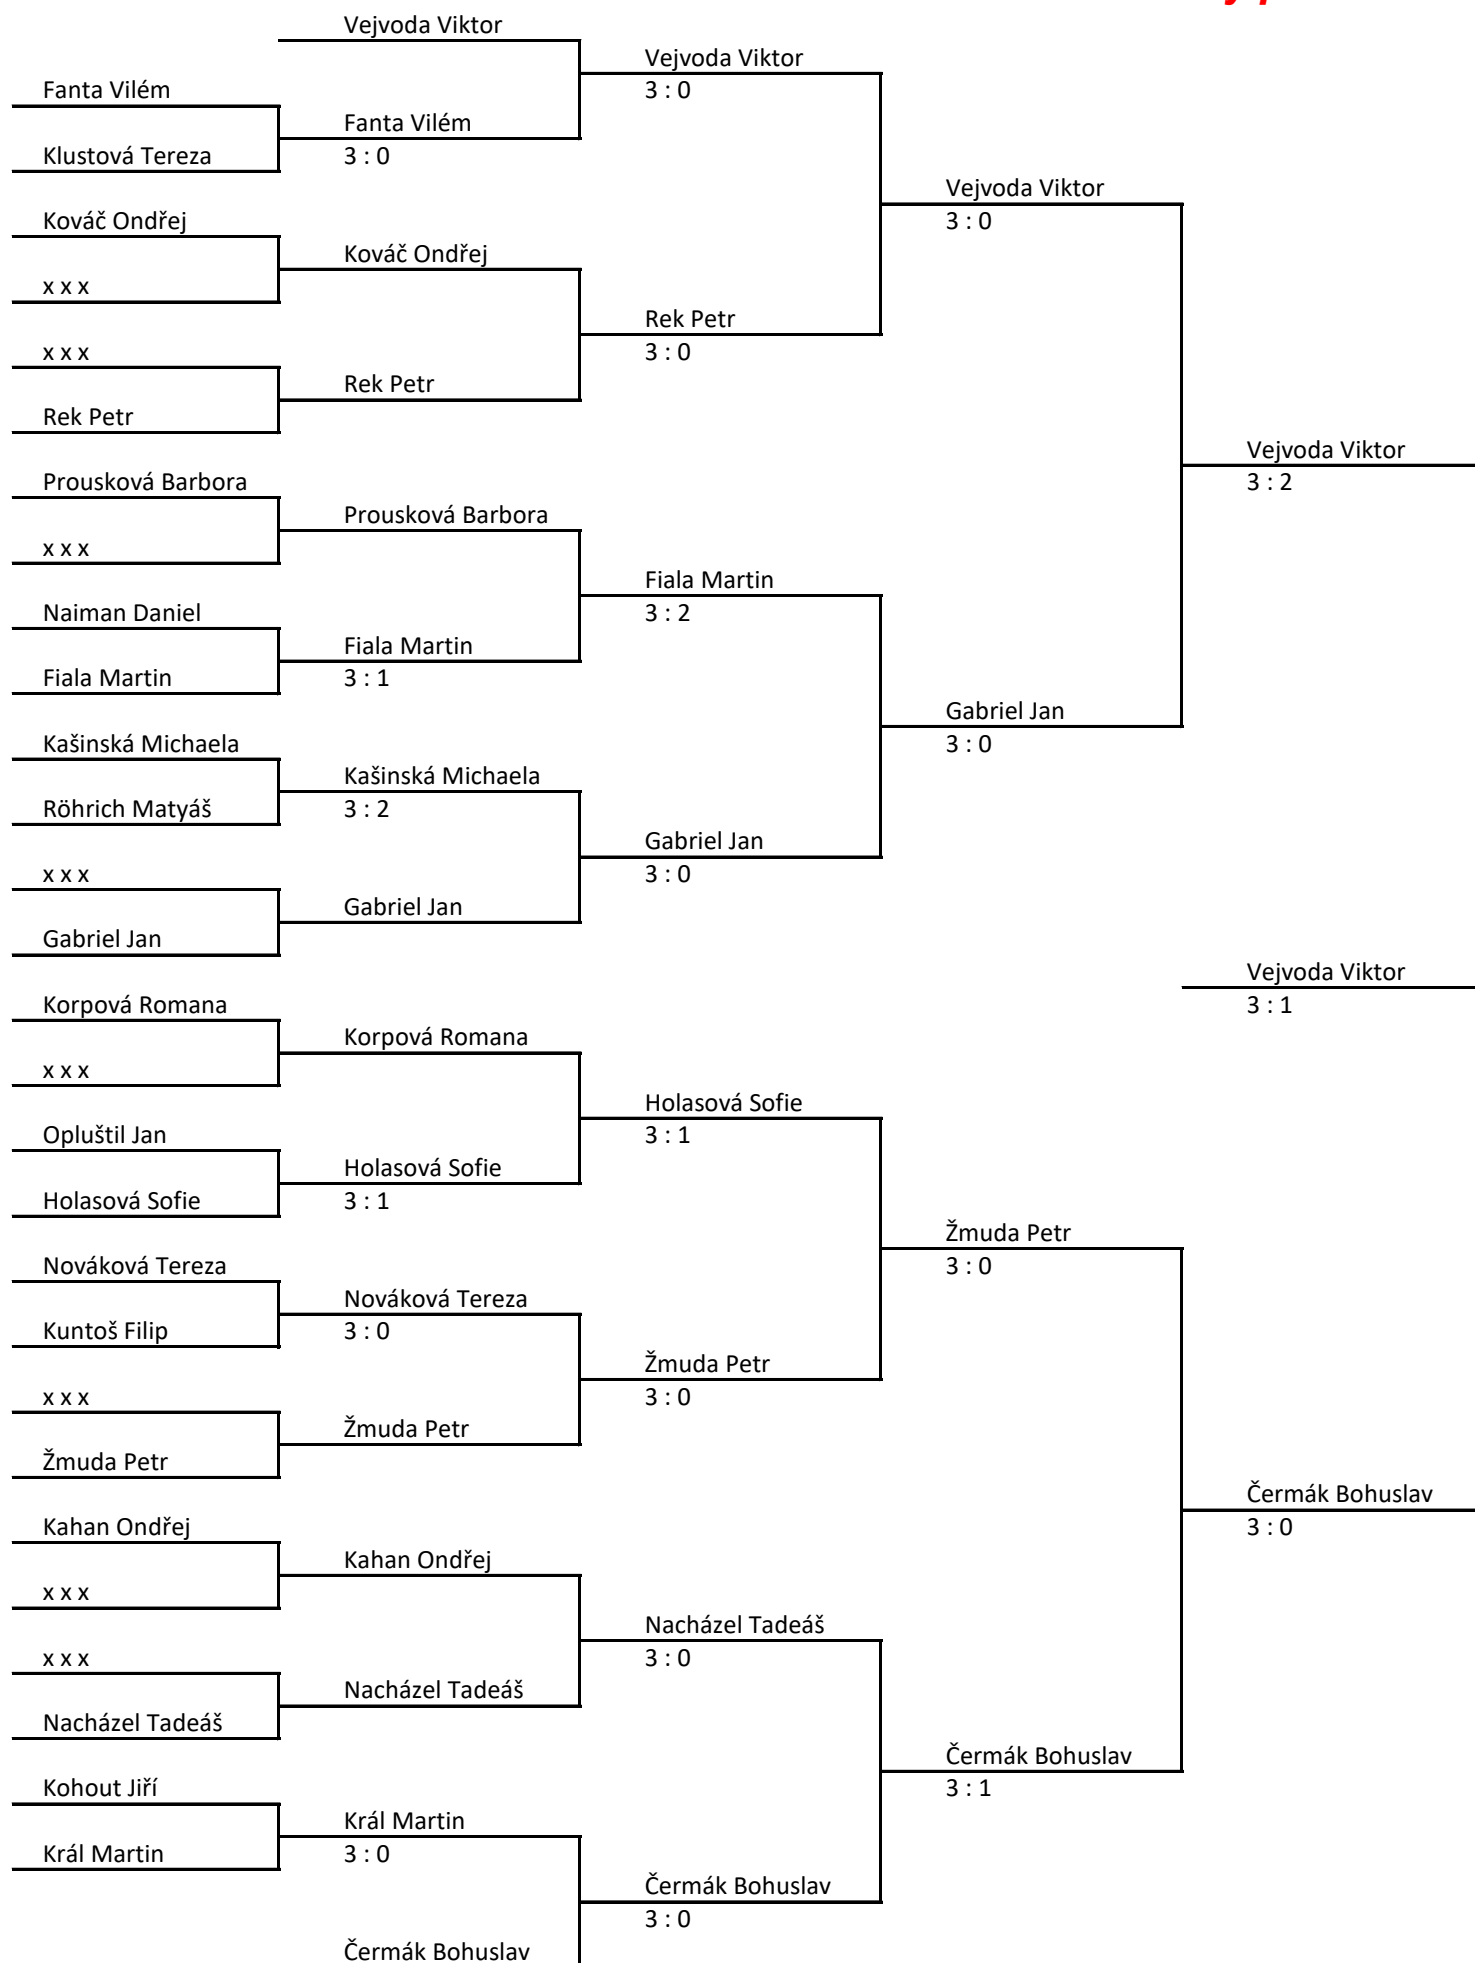 Vejvoda Viktor
Vejvoda Viktor
Fanta Vilém
3 : 0
Fanta Vilém
Klustová Tereza
3 : 0
Vejvoda Viktor
Kováč Ondřej
3 : 0
Kováč Ondřej
x x x
Rek Petr
x x x
3 : 0
Rek Petr
Rek Petr
Vejvoda Viktor
Prousková Barbora
3 : 2
Prousková Barbora
x x x
Fiala Martin
Naiman Daniel
3 : 2
Fiala Martin
Fiala Martin
3 : 1
Gabriel Jan
Kašinská Michaela
3 : 0
Kašinská Michaela
Röhrich Matyáš
3 : 2
Gabriel Jan
x x x
3 : 0
Gabriel Jan
Gabriel Jan
Vejvoda Viktor
Korpová Romana
3 : 1
Korpová Romana
x x x
Holasová Sofie
Opluštil Jan
3 : 1
Holasová Sofie
Holasová Sofie
3 : 1
Žmuda Petr
Nováková Tereza
3 : 0
Nováková Tereza
Kuntoš Filip
3 : 0
Žmuda Petr
x x x
3 : 0
Žmuda Petr
Žmuda Petr
Čermák Bohuslav
Kahan Ondřej
3 : 0
Kahan Ondřej
x x x
Nacházel Tadeáš
x x x
3 : 0
Nacházel Tadeáš
Nacházel Tadeáš
Čermák Bohuslav
Kohout Jiří
3 : 1
Král Martin
Král Martin
3 : 0
Čermák Bohuslav
3 : 0
Čermák Bohuslav